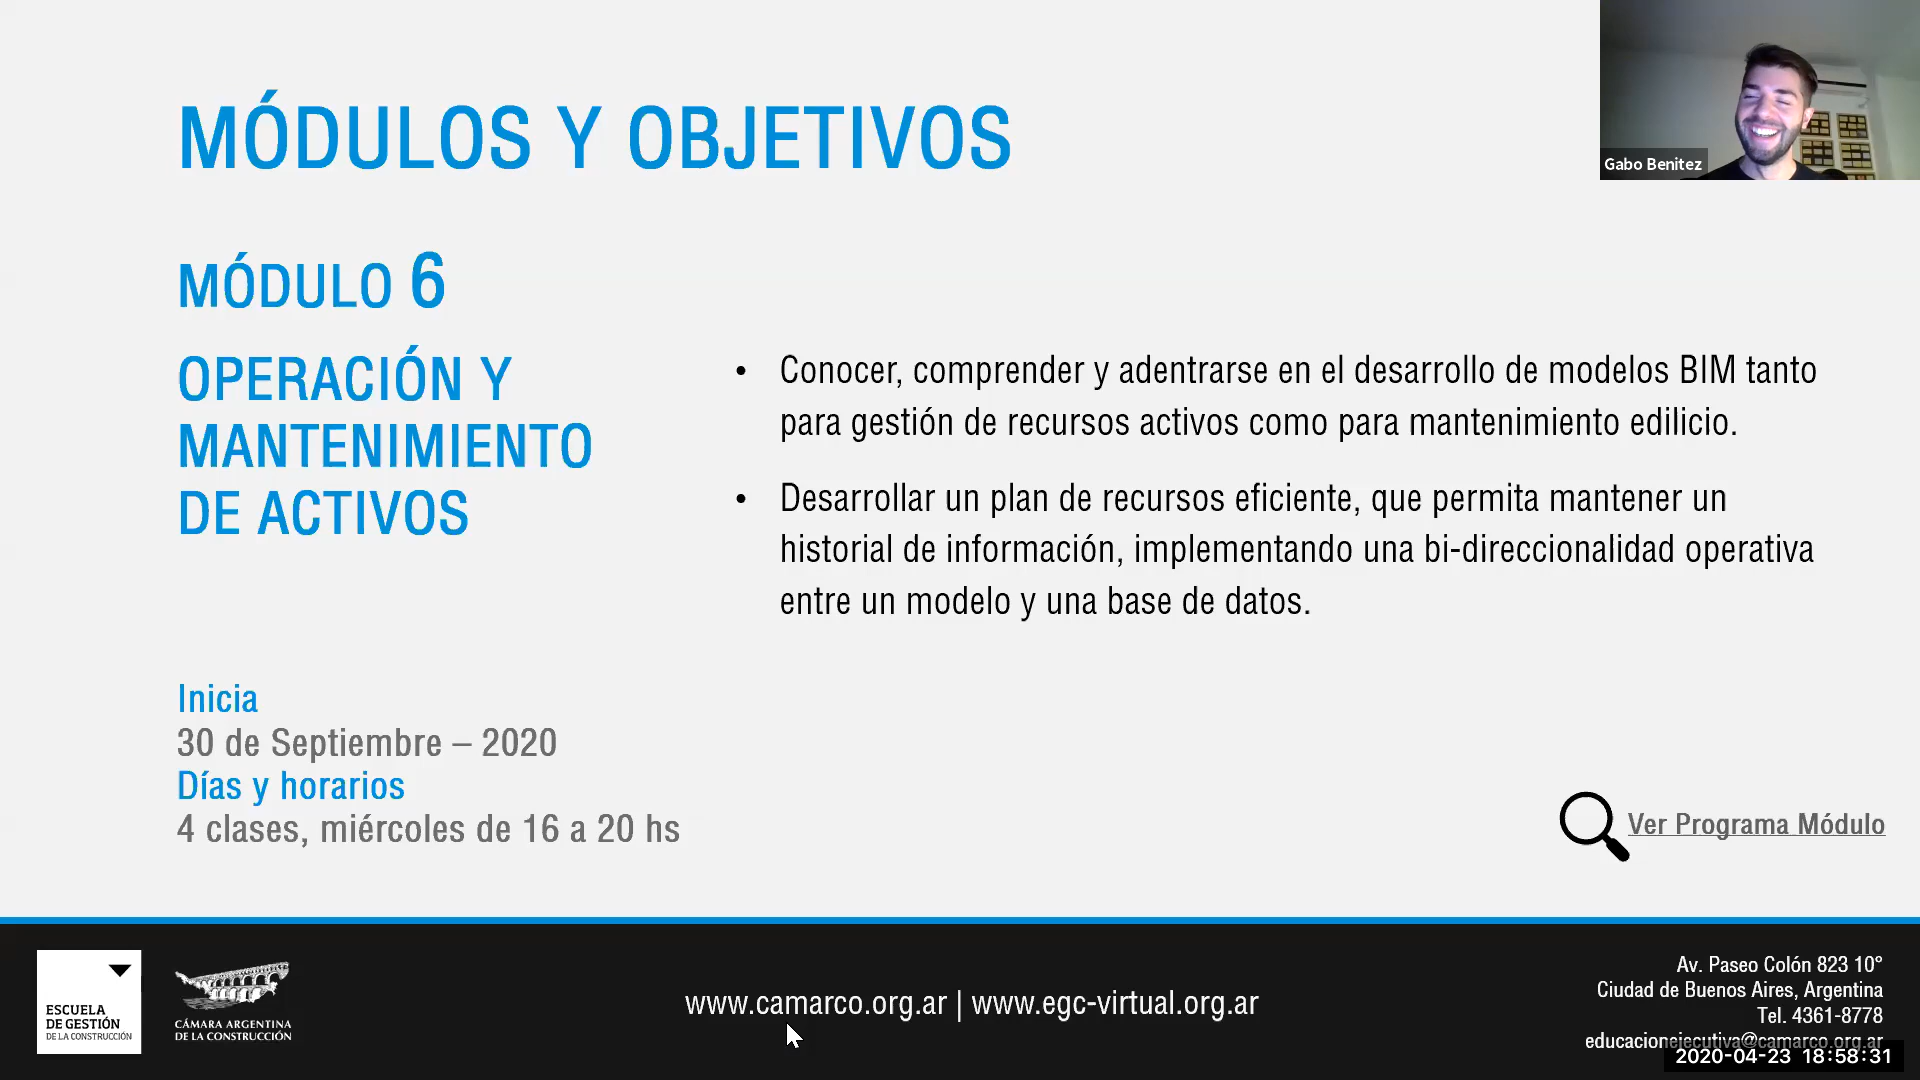 MÓDULOS Y OBJETIVOS
Gabo Benitez
MÓDULO 6
OPERACIÓN Y
MANTENIMIENTO
DE ACTIVOS
• Conocer, comprender y adentrarse en el desarrollo de modelos BIM tanto
para gestión de recursos activos como para mantenimiento edilicio.
• Desarrollar un plan de recursos eficiente, que permita mantener un
historial de información, implementando una bi-direccionalidad operativa
entre un modelo y una base de datos.
Inicia
30 de Septiembre – 2020
Días y horarios
4 clases, miércoles de 16 a 20 hs
Ver Programa Módulo
ESCUELA
DE GESTIÓN
DE LA CONSTRUCCIÓN
CÁMARA ARGENTINA
DE LA CONSTRUCCIÓN
www.camarco.org.ar | www.egc-virtual.org.ar
Av. Paseo Colón 823 10°
Ciudad de Buenos Aires, Argentina
Tel. 4361-8778
educacionejecutiva@camarco.org.ar
2020-04-23 18:58:31